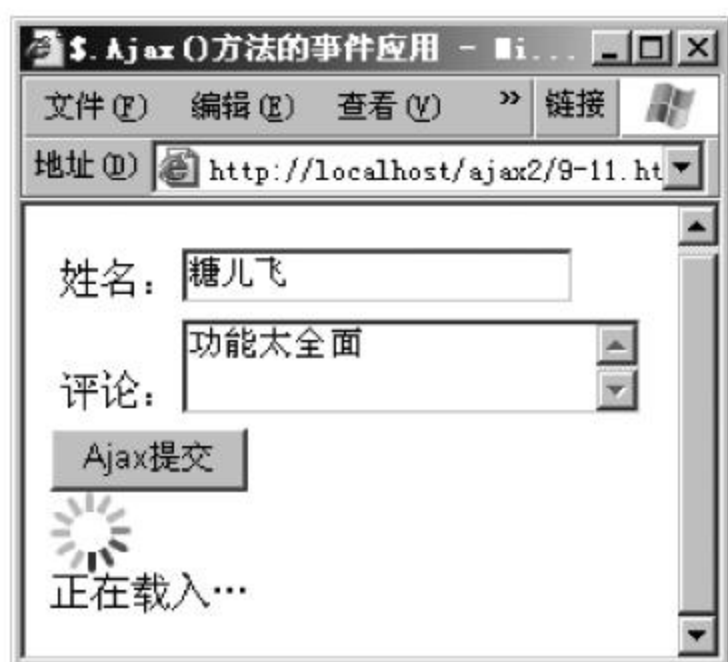 $.Ajax()方法的事件应用 - Mi...
文件(F) 编辑(E) 查看(V) » 链接
地址(D) http://localhost/ajax2/9-11.ht
姓名： 糖儿飞
功能太全面
评论：
Ajax提交
正在载入…